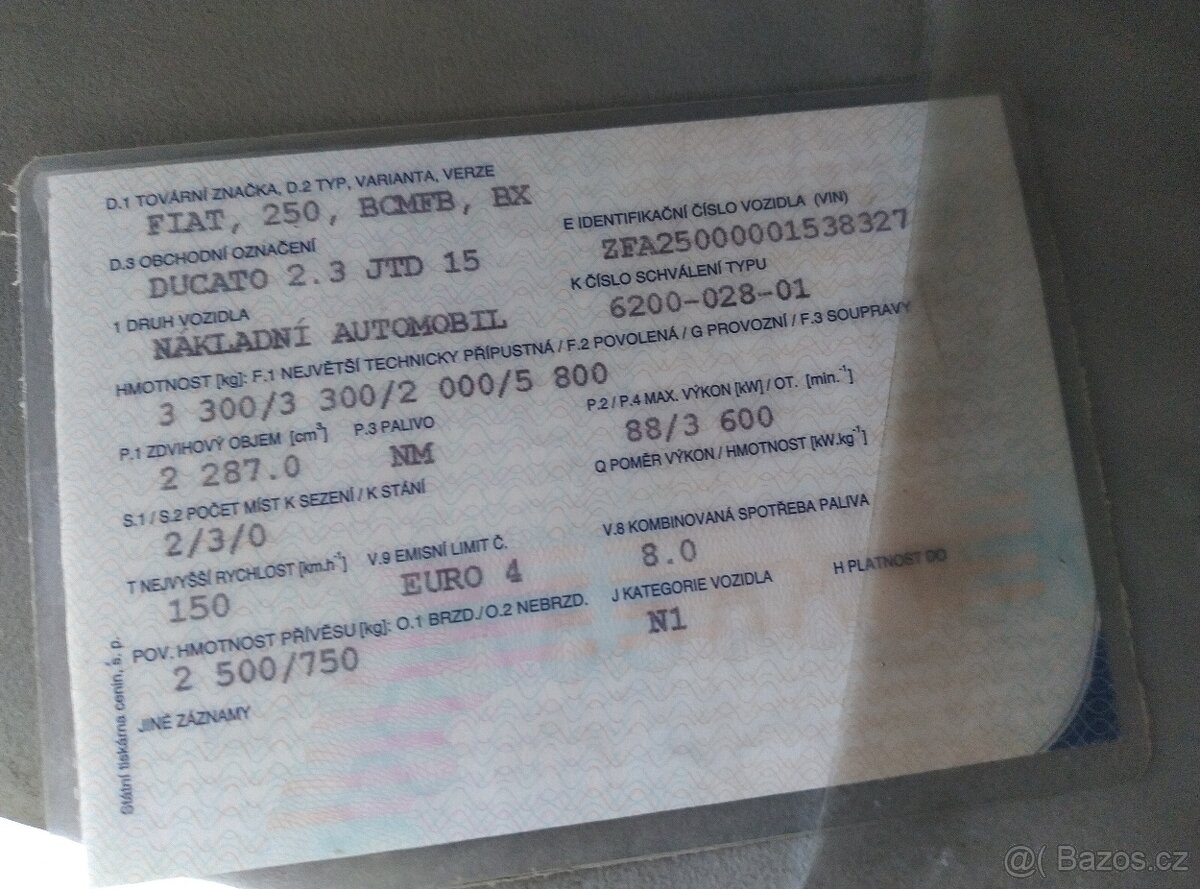 D.1 TOVÁRNÍ ZNAČKA, D.2 TYP, VARIANTA, VERZE
FIAT, 250, BCMFB, BX
E IDENTIFIKAČNÍ ČÍSLO VOZIDLA (VIN)
ZFA25000001538327
D.3 OBCHODNÍ OZNAČENÍ
DUCATO 2.3 JTD 15
K ČÍSLO SCHVÁLENÍ TYPU
6200-028-01
1 DRUH VOZIDLA
NÁKLADNÍ AUTOMOBIL
HMOTNOST [kg]: F.1 NEJVĚTŠÍ TECHNICKY PŘÍPUSTNÁ / F.2 POVOLENÁ / G PROVOZNÍ / F.3 SOUPRAVY
3 300/3 300/2 000/5 800
P.1 ZDVIHOVÝ OBJEM [cm³] P.3 PALIVO
2 287.0 NM
P.2 / P.4 MAX. VÝKON [kW] / OT. [min.⁻¹]
88/3 600
Q POMĚR VÝKON / HMOTNOST [kW.kg⁻¹]
S.1 / S.2 POČET MÍST K SEZENÍ / K STÁNÍ
2/3/0
V.8 KOMBINOVANÁ SPOTŘEBA PALIVA
8.0
T NEJVYŠŠÍ RYCHLOST [km.h⁻¹] V.9 EMISNÍ LIMIT Č.
150 EURO 4
J KATEGORIE VOZIDLA H PLATNOST DO
N1
POV. HMOTNOST PŘÍVĚSU [kg]: O.1 BRZD./O.2 NEBRZD.
2 500/750
JINÉ ZÁZNAMY
Státní tiskárna cenin, s. p.
@( Bazos.cz